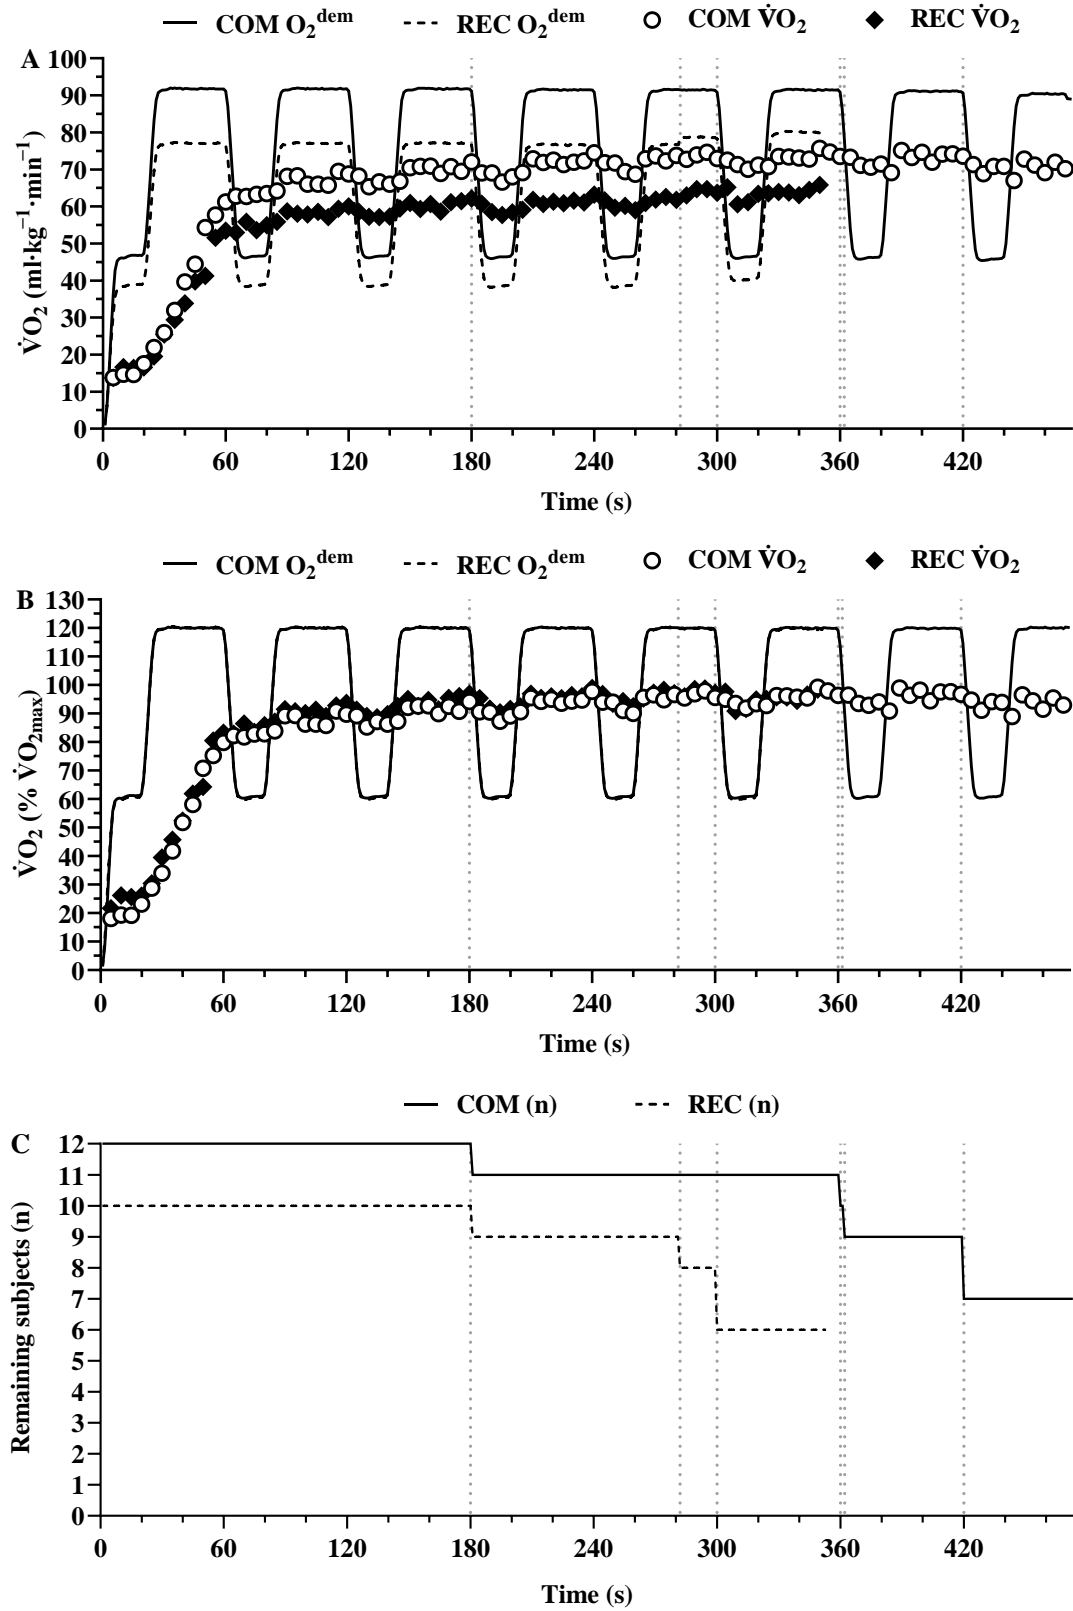 COM O₂ᵈᵉᵐ REC O₂ᵈᵉᵐ COM V̇O₂ REC V̇O₂
A
100
90
80
70
60
50
40
30
20
10
0
V̇O₂ (ml·kg⁻¹·min⁻¹)
0 60 120 180 240 300 360 420
Time (s)
COM O₂ᵈᵉᵐ REC O₂ᵈᵉᵐ COM V̇O₂ REC V̇O₂
B
130
120
110
100
90
80
70
60
50
40
30
20
10
0
V̇O₂ (% V̇O₂max)
0 60 120 180 240 300 360 420
Time (s)
COM (n) REC (n)
C
12
11
10
9
8
7
6
5
4
3
2
1
0
Remaining subjects (n)
0 60 120 180 240 300 360 420
Time (s)